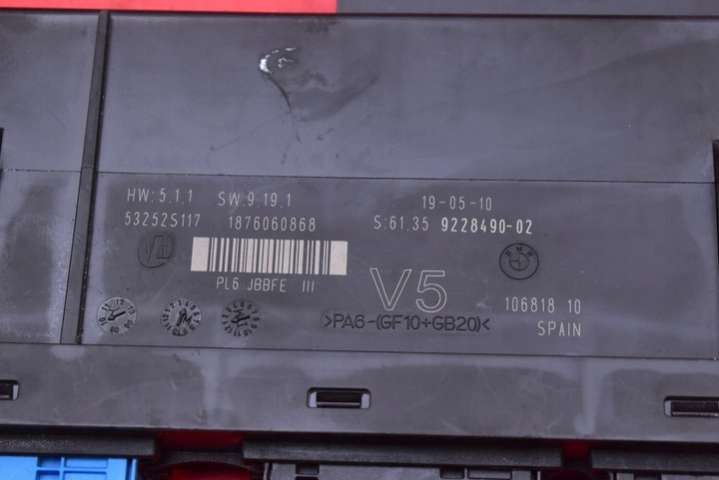 HW: 5.1.1 SW.9.19.1 19-05-10
53252S117 1876060868 S:61.35 9228490-02
BMW
PL6 JBBFE III
V5
106818 10
>PA6-(GF10+GB20)<
SPAIN